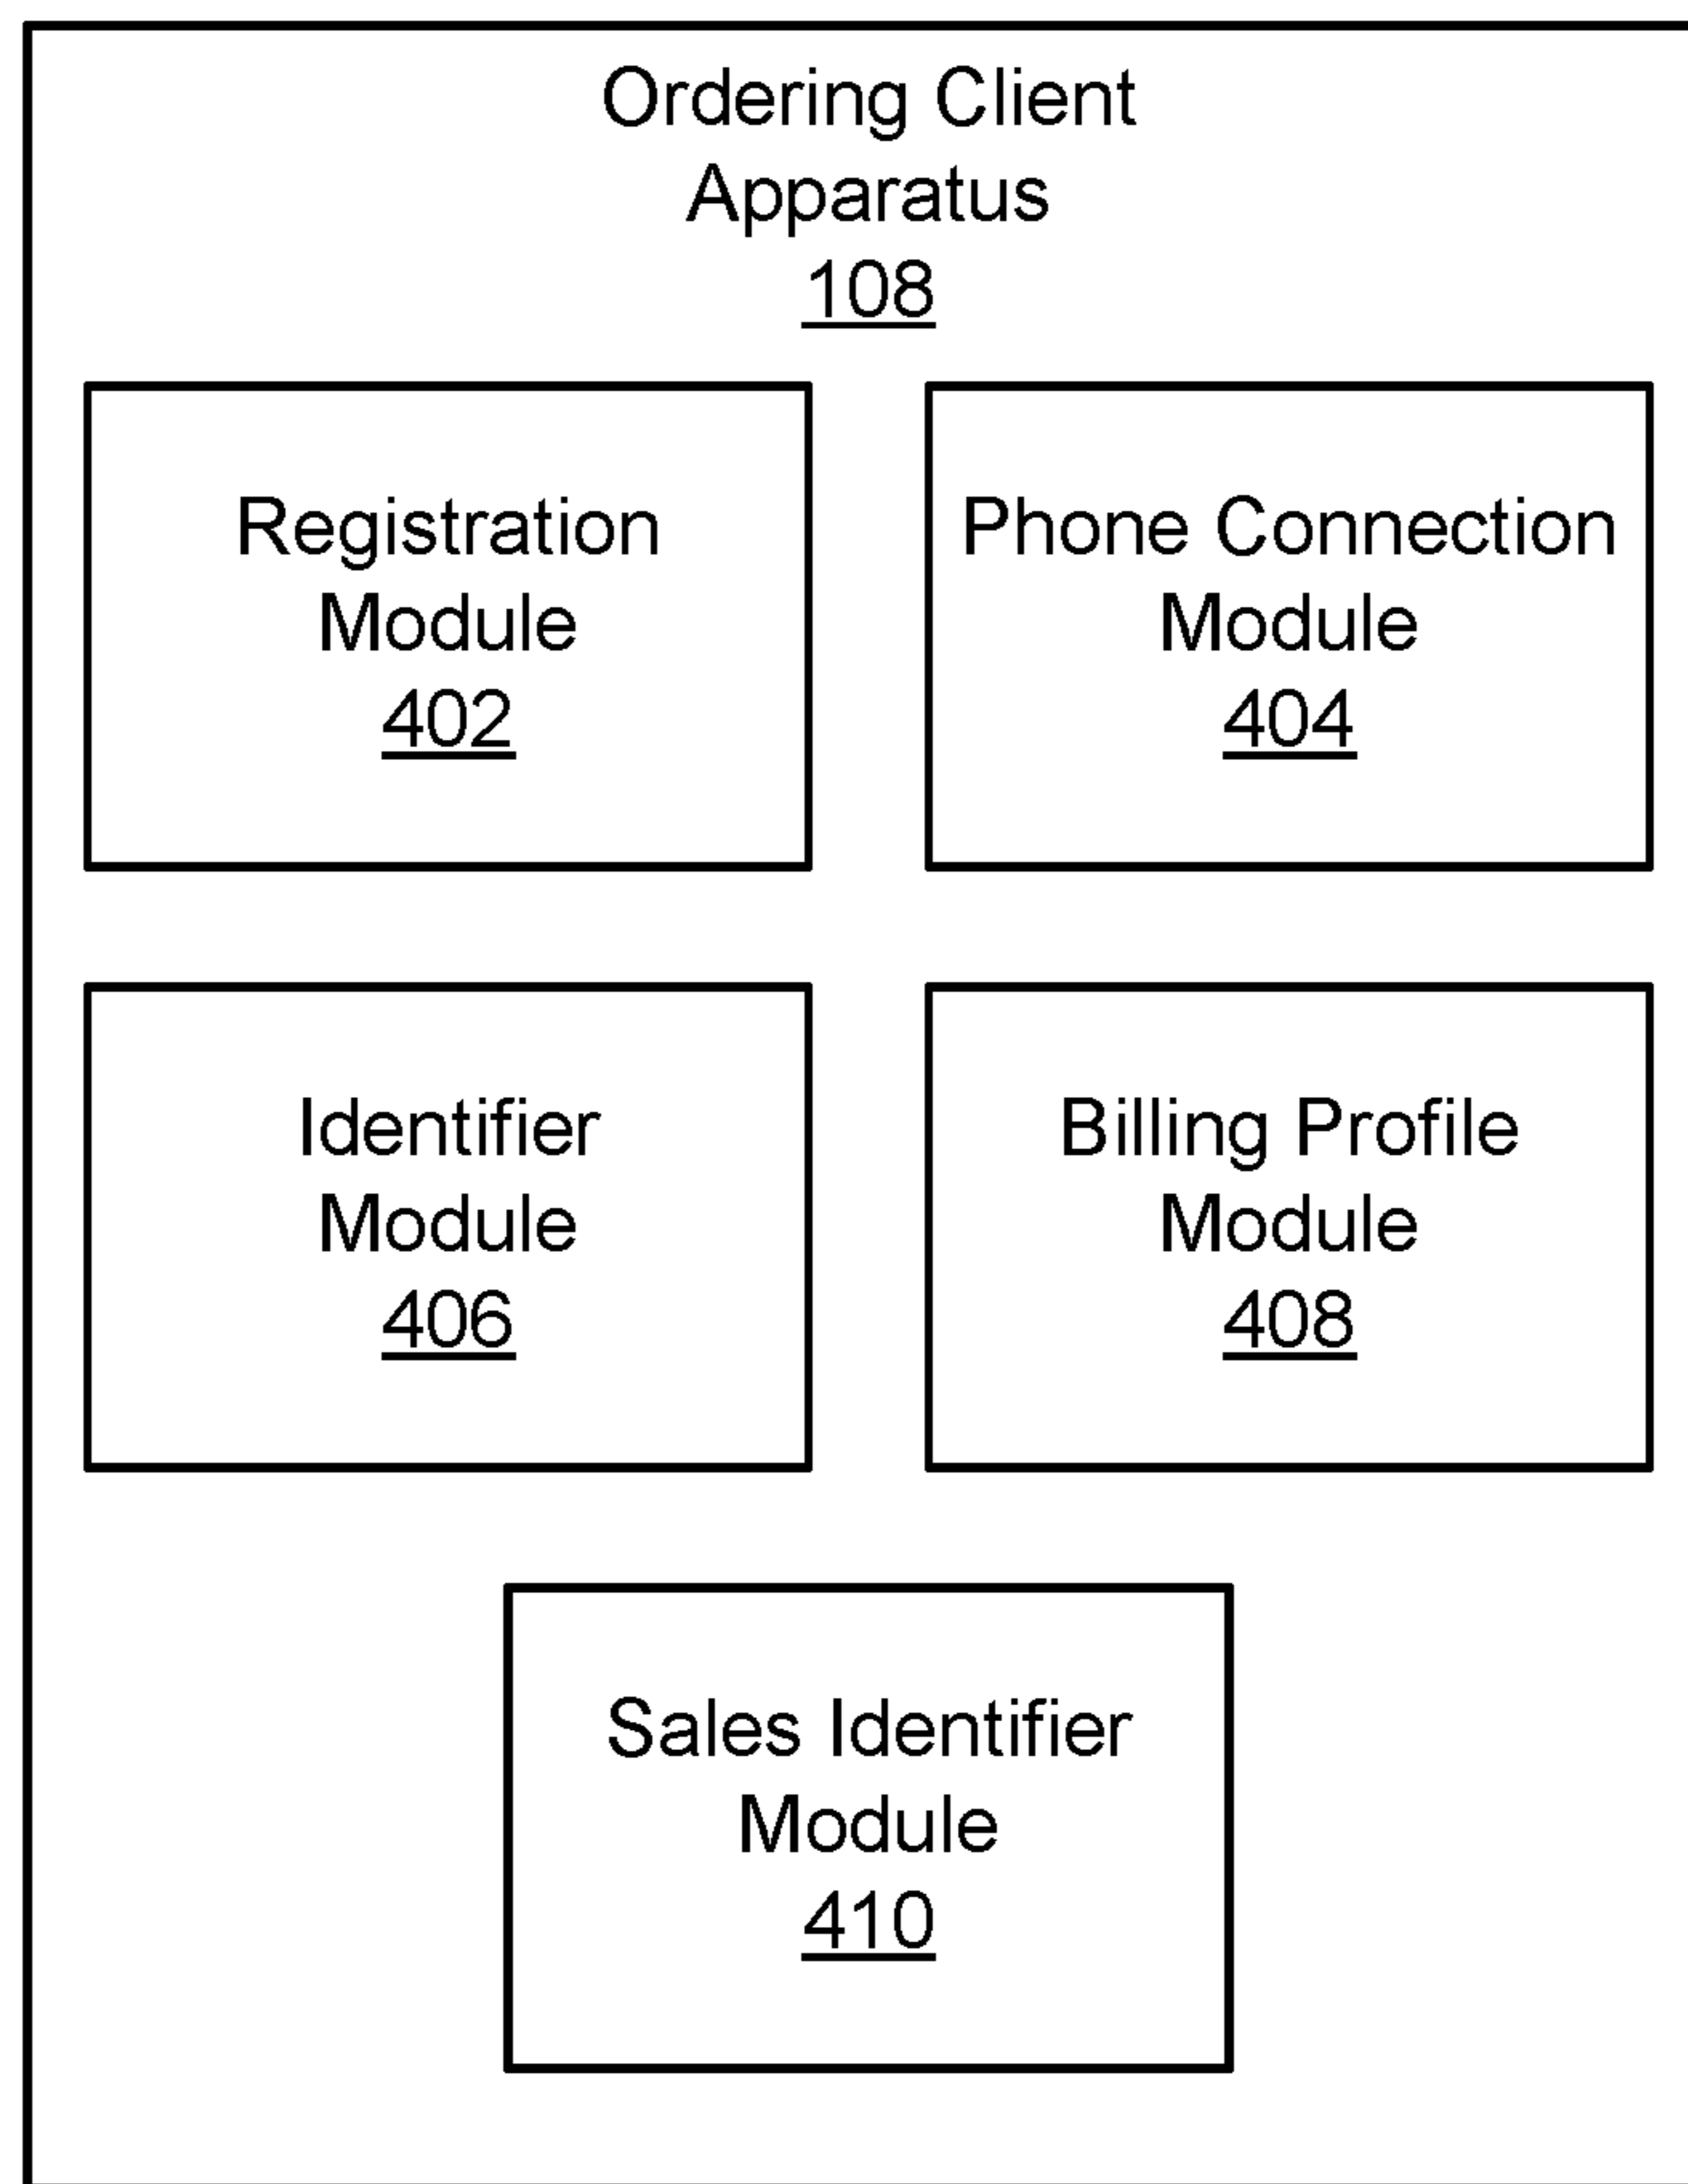 Ordering Client
Apparatus
108
Registration
Module
402
Phone Connection
Module
404
Identifier
Module
406
Billing Profile
Module
408
Sales Identifier
Module
410